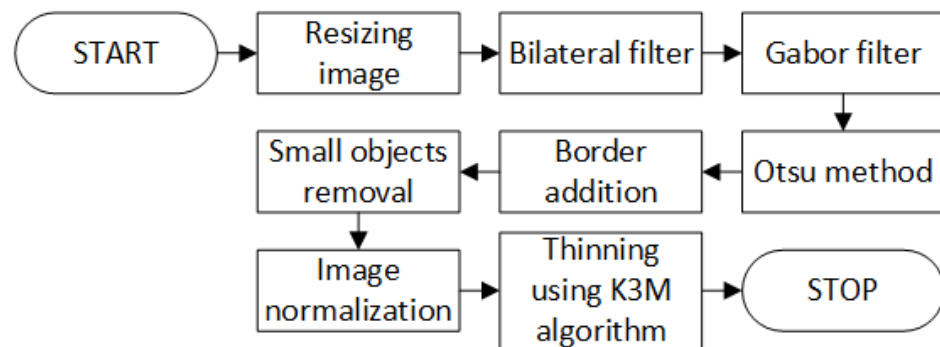 START
Resizing
image
Bilateral filter
Gabor filter
Otsu method
Border
addition
Small objects
removal
Image
normalization
Thinning
using K3M
algorithm
STOP